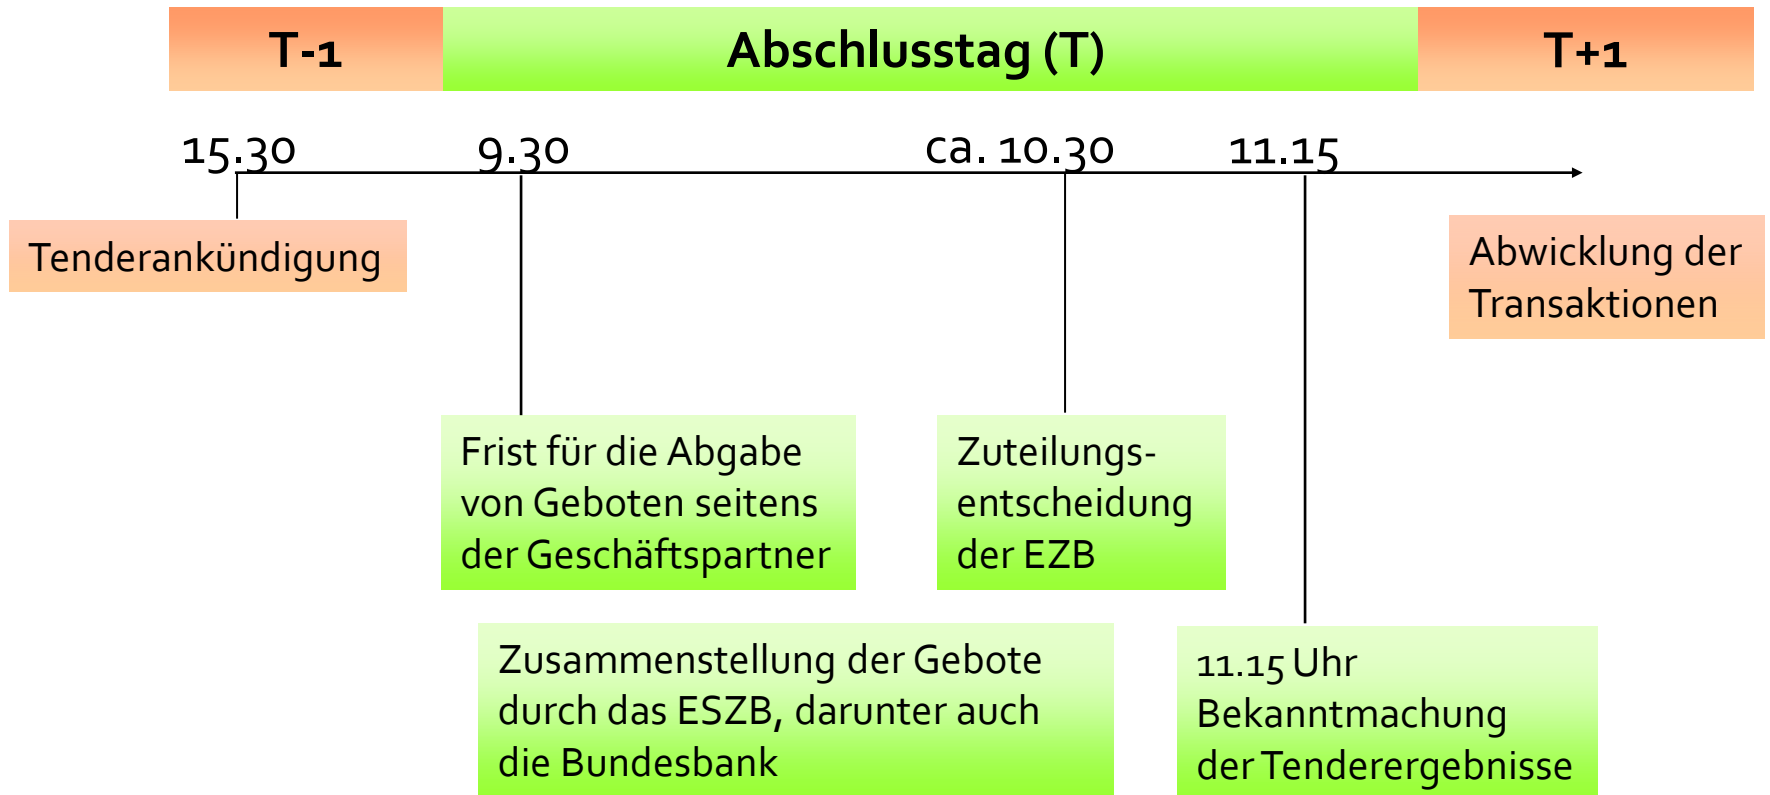 T-1
Abschlusstag (T)
T+1
15.30
9.30
ca. 10.30
11.15
Tenderankündigung
Abwicklung der
Transaktionen
Frist für die Abgabe
von Geboten seitens
der Geschäftspartner
Zuteilungs-
entscheidung
der EZB
Zusammenstellung der Gebote
durch das ESZB, darunter auch
die Bundesbank
11.15 Uhr
Bekanntmachung
der Tenderergebnisse